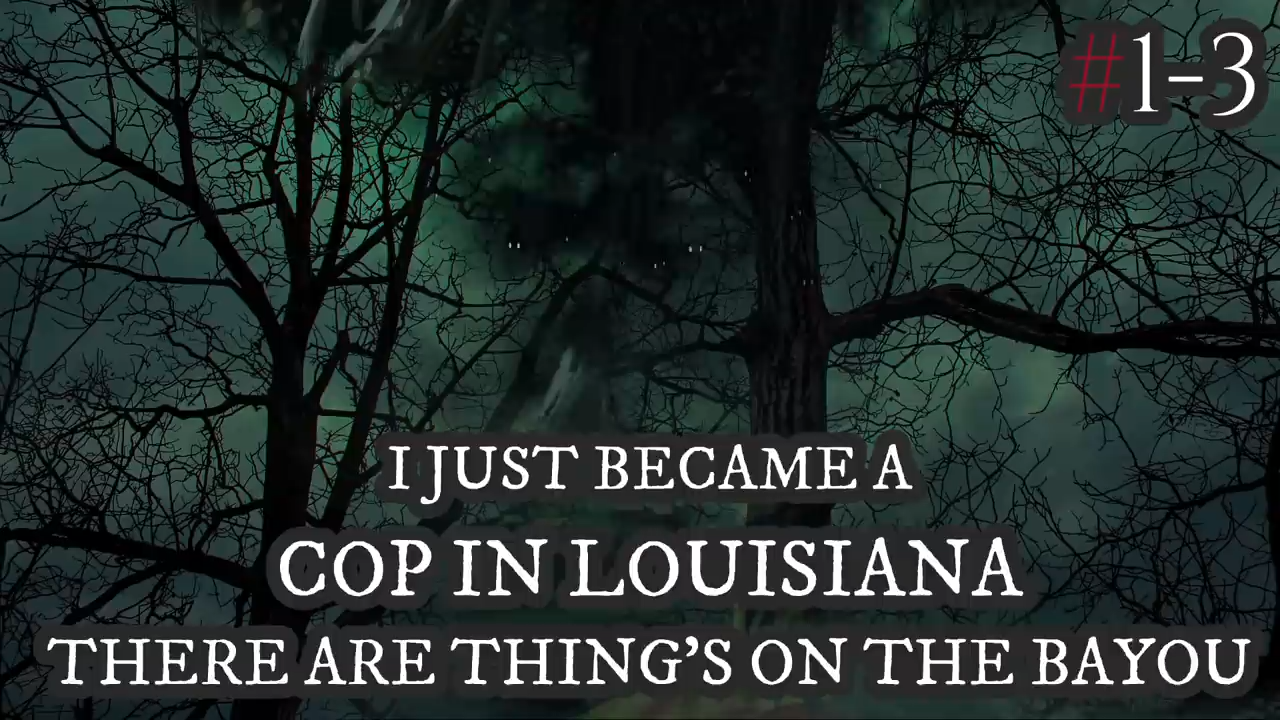 #1-3
I JUST BECAME A
COP IN LOUISIANA
THERE ARE THING'S ON THE BAYOU